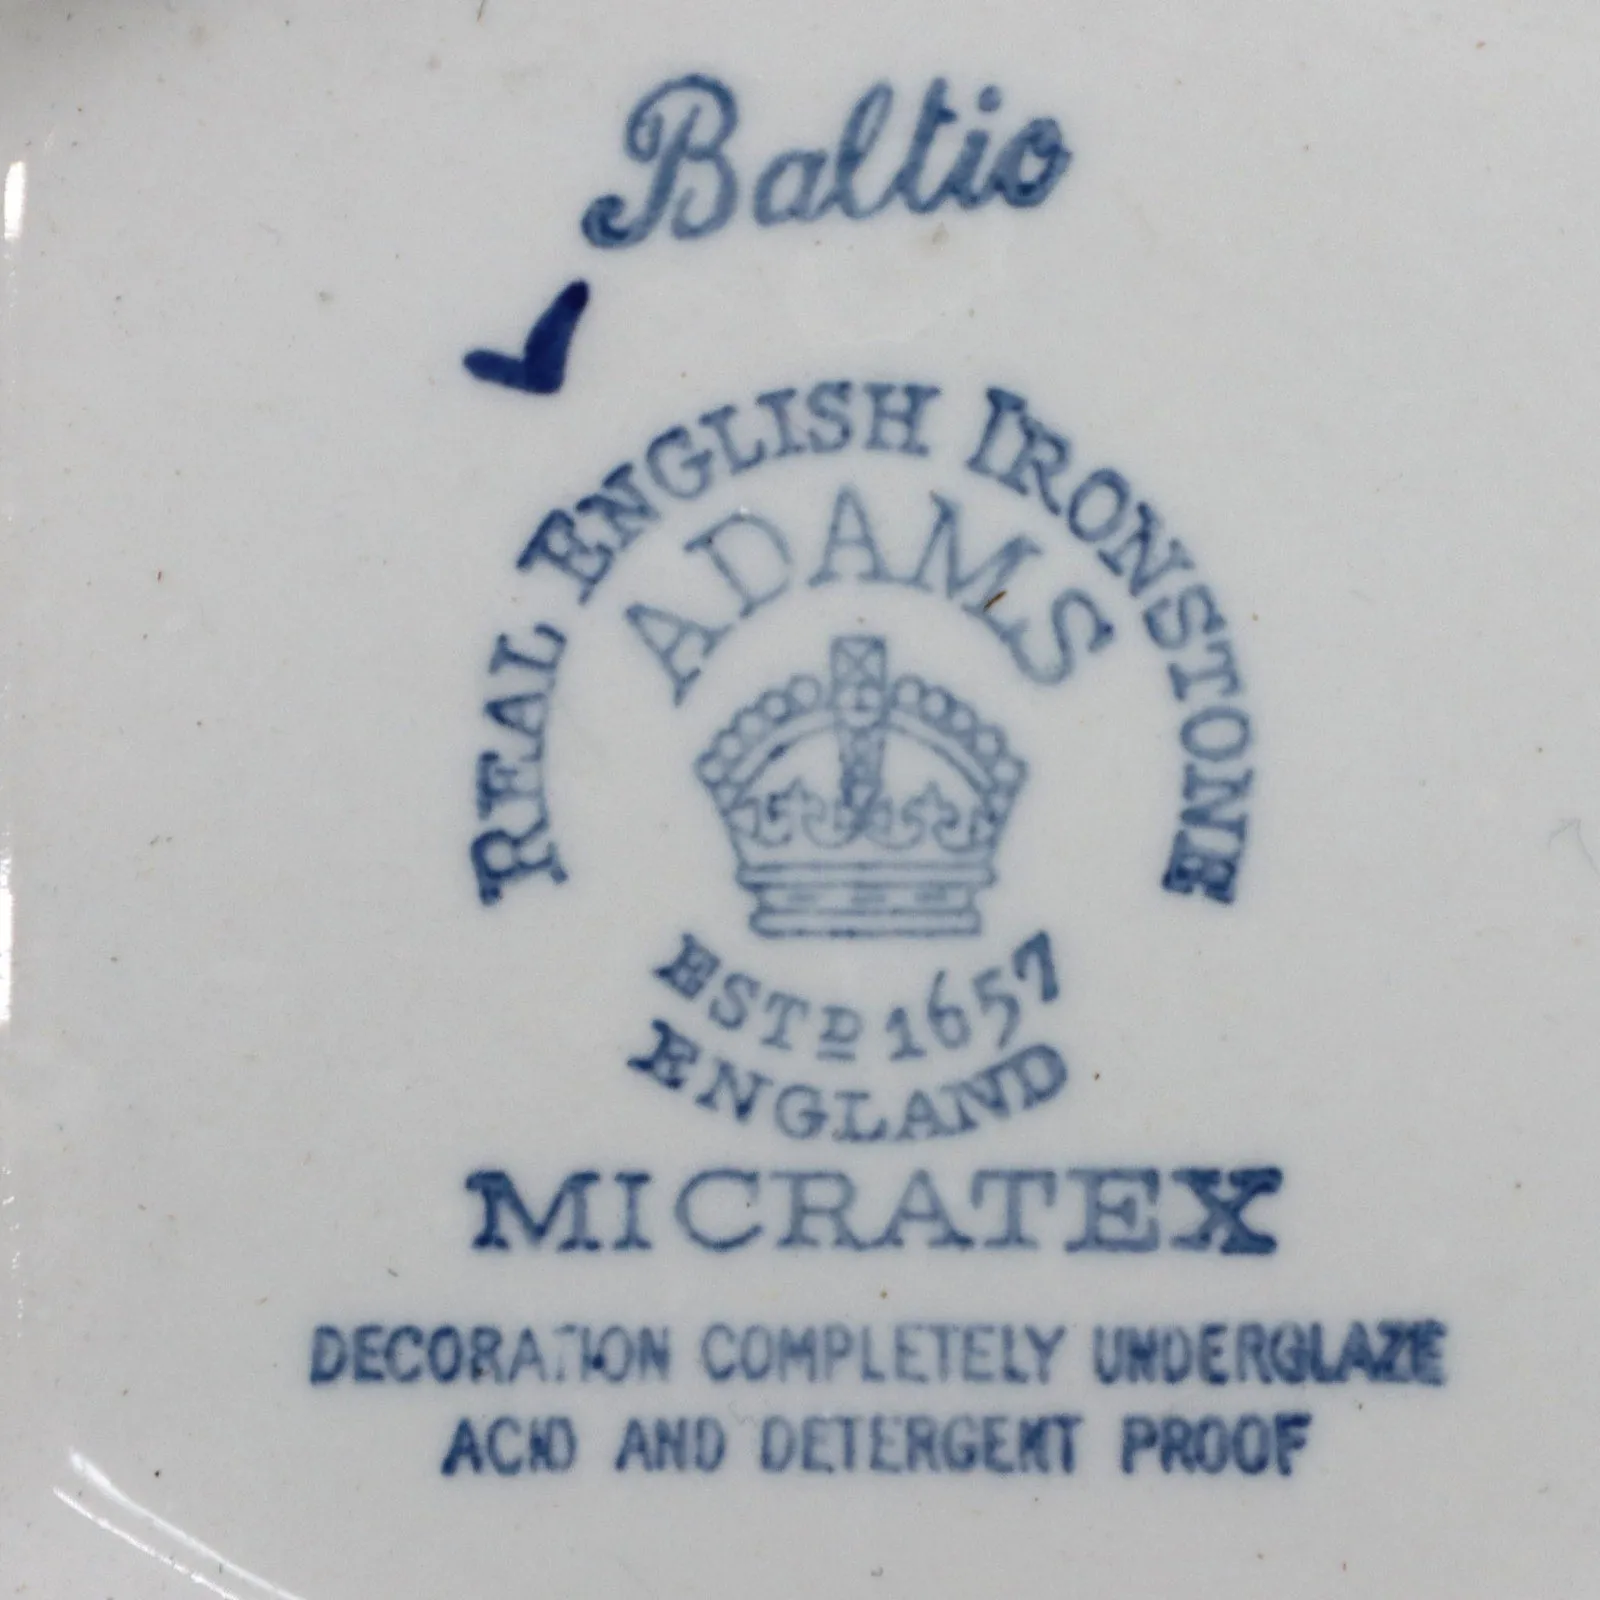 Baltic
REAL ENGLISH IRONSTONE
ADAMS
ESTD 1657
ENGLAND
MICRATEX
DECORATION COMPLETELY UNDERGLAZE
ACID AND DETERGENT PROOF